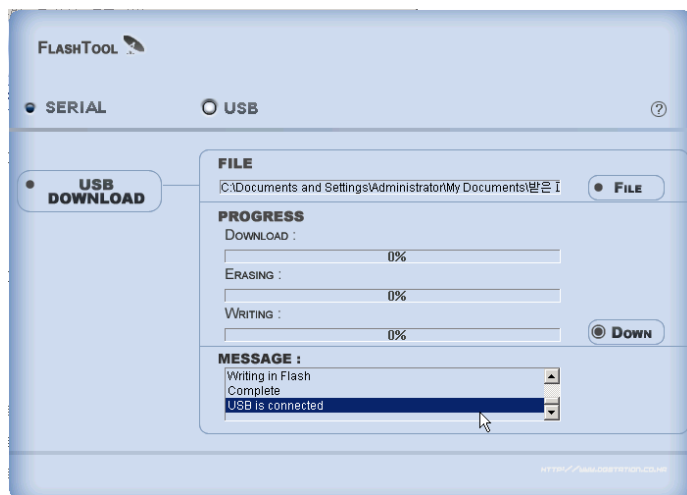 FLASHTOOL
SERIAL
USB
?
USB
DOWNLOAD
FILE
C:\Documents and Settings\Administrator\My Documents\받은 I
FILE
PROGRESS
DOWNLOAD :
0%
ERASING :
0%
WRITING :
0%
DOWN
MESSAGE :
Writing in Flash
Complete
USB is connected